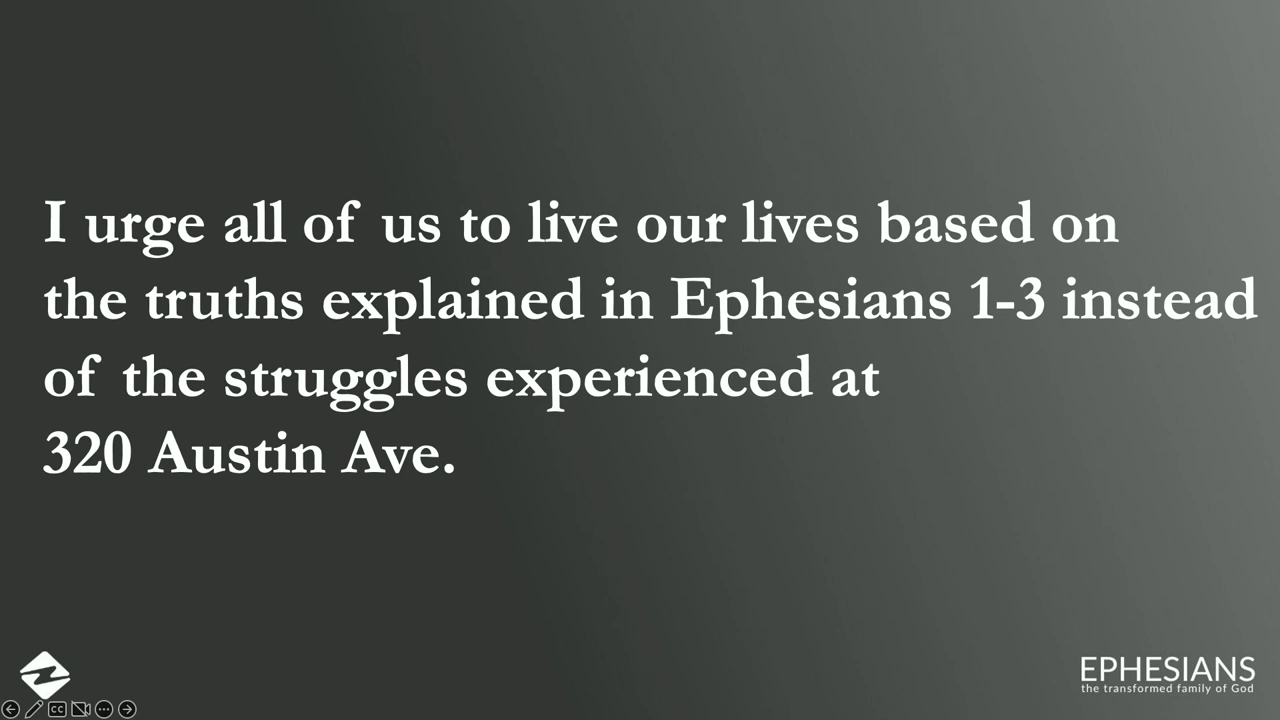 I urge all of us to live our lives based on
the truths explained in Ephesians 1-3 instead
of the struggles experienced at
320 Austin Ave.
EPHESIANS
the transformed family of God
CC